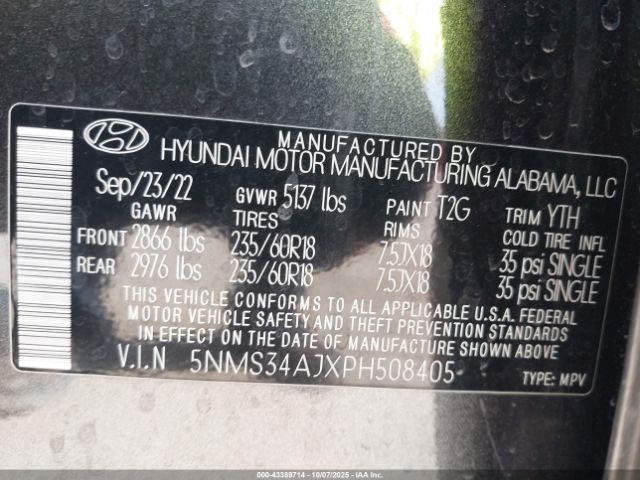 MANUFACTURED BY
HYUNDAI MOTOR MANUFACTURING ALABAMA, LLC
Sep/23/22 GVWR 5137 lbs PAINT T2G TRIM YTH
GAWR TIRES RIMS COLD TIRE INFL
FRONT 2866 lbs 235/60R18 7.5JX18 35 psi SINGLE
REAR 2976 lbs 235/60R18 7.5JX18 35 psi SINGLE
THIS VEHICLE CONFORMS TO ALL APPLICABLE U.S.A. FEDERAL
MOTOR VEHICLE SAFETY AND THEFT PREVENTION STANDARDS
IN EFFECT ON THE DATE OF MANUFACTURE SHOWN ABOVE.
V.I.N 5NMS34AJXPH508405 TYPE: MPV
000-43389714 - 10/07/2025 - Copyright © 2025 IAA, LLC